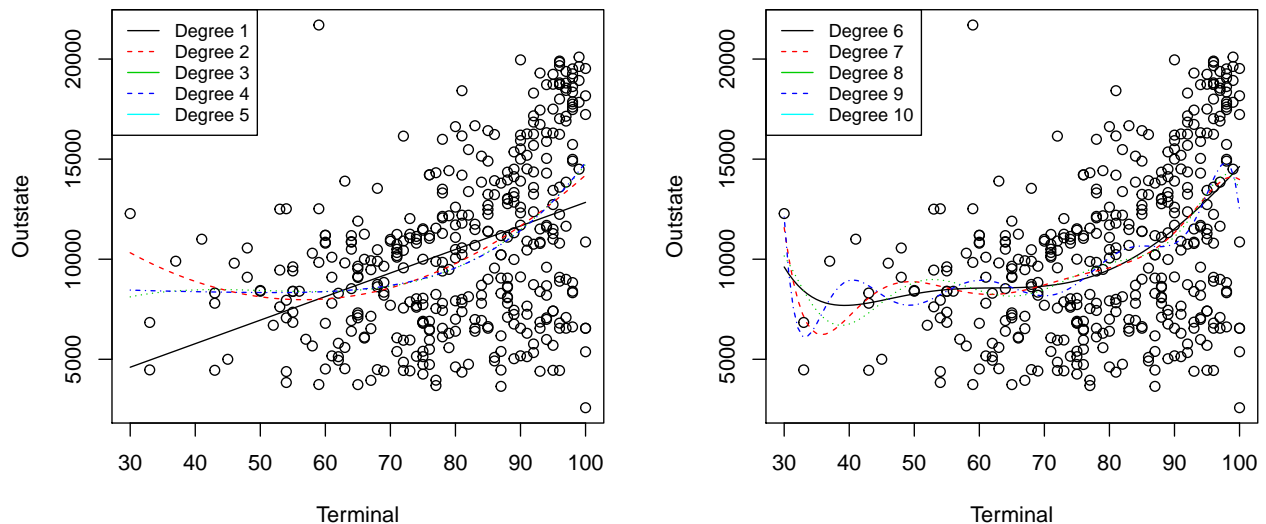 Degree 1
Degree 2
Degree 3
Degree 4
Degree 5
Outstate
20000
15000
10000
5000
30 40 50 60 70 80 90 100
Terminal
Degree 6
Degree 7
Degree 8
Degree 9
Degree 10
Outstate
20000
15000
10000
5000
30 40 50 60 70 80 90 100
Terminal